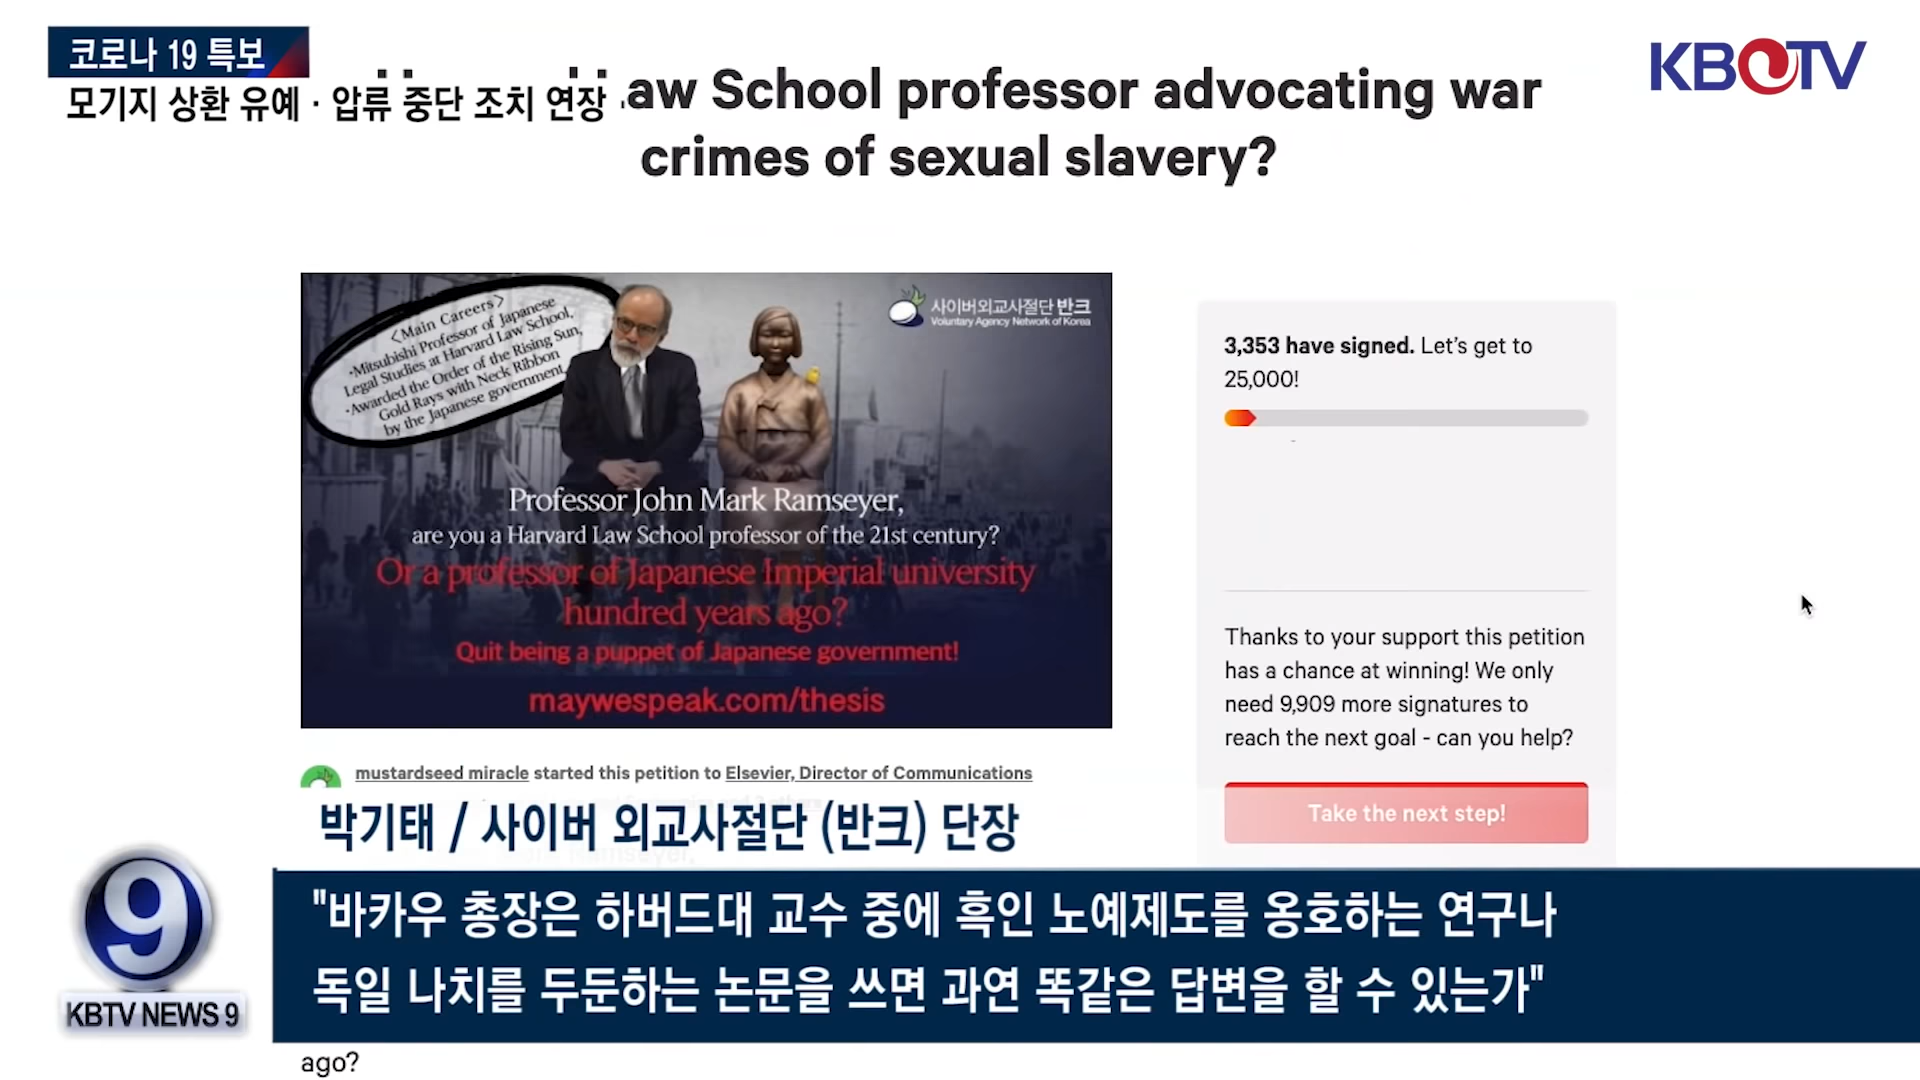 코로나 19 특보
모기지 상환 유예 · 압류 중단 조치 연장
KBTV
aw School professor advocating war
crimes of sexual slavery?
<Main Careers>
·Mitsubishi Professor of Japanese
Legal Studies at Harvard Law School,
·Awarded the Order of the Rising Sun,
Gold Rays with Neck Ribbon
by the Japanese government
사이버외교사절단 반크
Voluntary Agency Network of Korea
Professor John Mark Ramseyer,
are you a Harvard Law School professor of the 21st century?
Or a professor of Japanese Imperial university
hundred years ago?
Quit being a puppet of Japanese government!
maywespeak.com/thesis
3,353 have signed. Let's get to
25,000!
Thanks to your support this petition
has a chance at winning! We only
need 9,909 more signatures to
reach the next goal - can you help?
Take the next step!
mustardseed miracle started this petition to Elsevier, Director of Communications
박기태 / 사이버 외교사절단 (반크) 단장
"바카우 총장은 하버드대 교수 중에 흑인 노예제도를 옹호하는 연구나
독일 나치를 두둔하는 논문을 쓰면 과연 똑같은 답변을 할 수 있는가"
9
KBTV NEWS 9
ago?